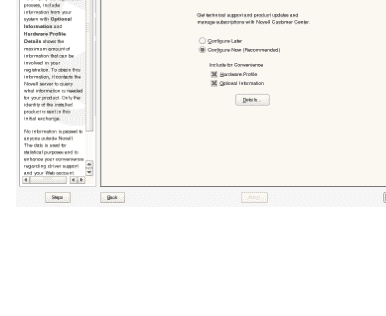 process, include
information from your
system with Optional
Information and
Hardware Profile.
Details shows the
maximum amount of
information that can be
involved in your
registration. To obtain this
information, it contacts the
Novell server to query
what information is needed
for your product. Only the
identity of the installed
product is sent in this
initial exchange.
No information is passed to
anyone outside Novell.
The data is used for
statistical purposes and to
enhance your convenience
regarding driver support
and your Web account.
Get technical support and product updates and
manage subscriptions with Novell Customer Center.
Configure Later
Configure Now (Recommended)
Include for Convenience
Hardware Profile
Optional Information
Details...
Steps
Back
Abort